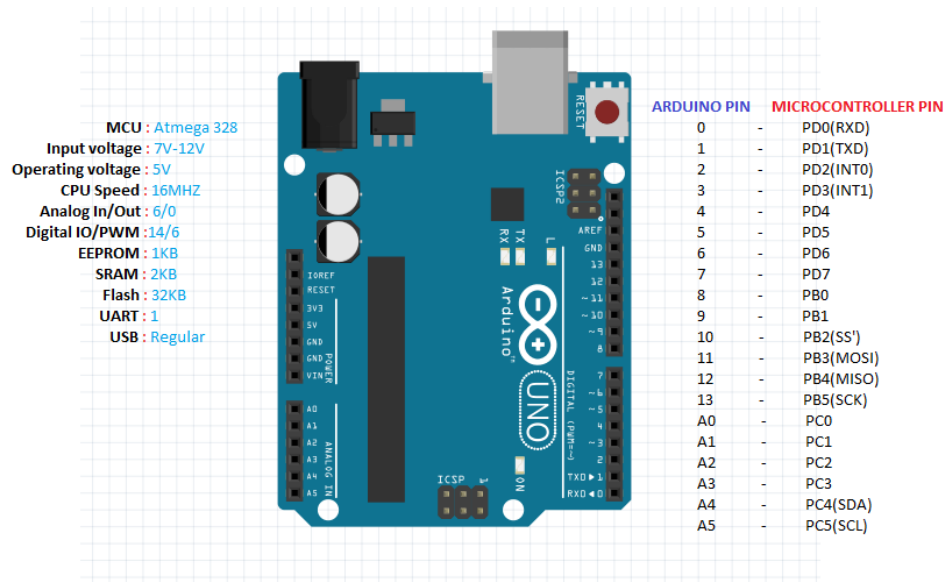 MCU : Atmega 328
Input voltage : 7V-12V
Operating voltage : 5V
CPU Speed : 16MHZ
Analog In/Out : 6/0
Digital IO/PWM :14/6
EEPROM : 1KB
SRAM : 2KB
Flash : 32KB
UART : 1
USB : Regular
RESET
ICSP2
AREF
GND
13
12
~11
~10
~9
8
7
~6
~5
4
~3
2
TXD▶1
RXD◀0
DIGITAL (PWM=~)
RX
TX
L
Arduino™
UNO
ON
IOREF
RESET
3V3
5V
GND
GND
VIN
POWER
A0
A1
A2
A3
A4
A5
ANALOG IN
ICSP
1
ARDUINO PIN MICROCONTROLLER PIN
0 - PD0(RXD)
1 - PD1(TXD)
2 - PD2(INT0)
3 - PD3(INT1)
4 - PD4
5 - PD5
6 - PD6
7 - PD7
8 - PB0
9 - PB1
10 - PB2(SS')
11 - PB3(MOSI)
12 - PB4(MISO)
13 - PB5(SCK)
A0 - PC0
A1 - PC1
A2 - PC2
A3 - PC3
A4 - PC4(SDA)
A5 - PC5(SCL)